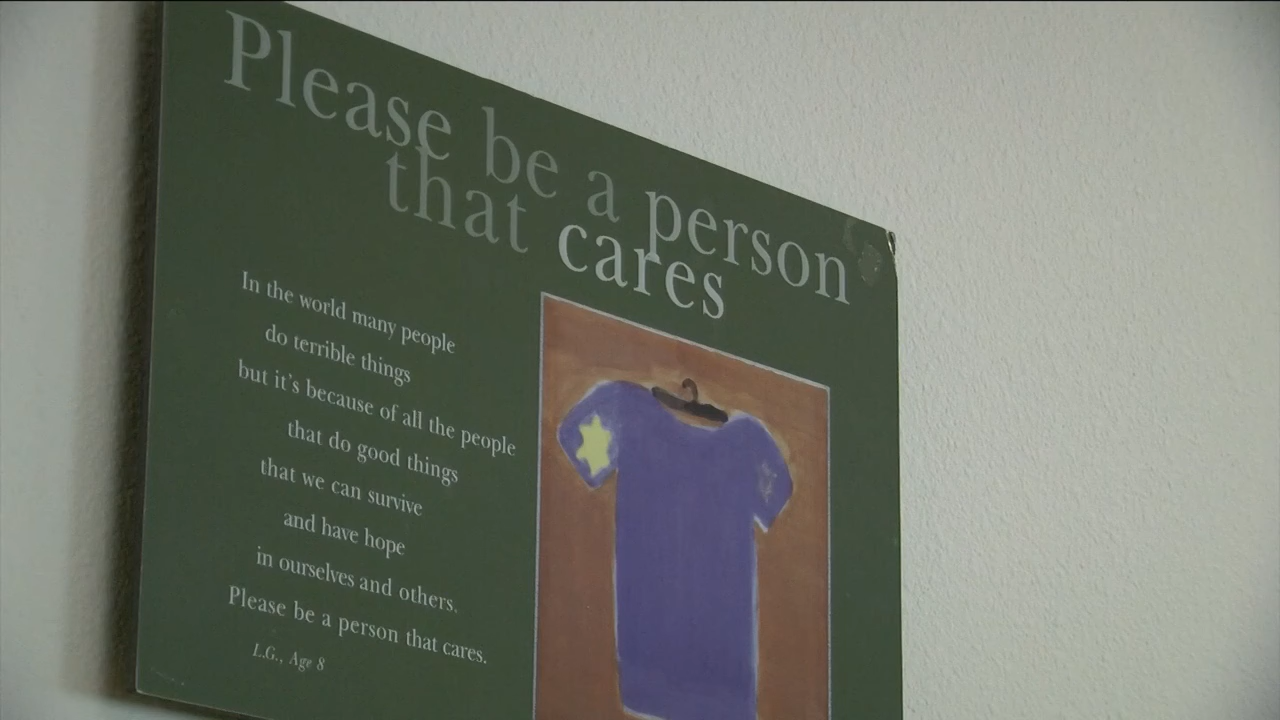 Please be a person
that cares
In the world many people
do terrible things
but it's because of all the people
that do good things
that we can survive
and have hope
in ourselves and others.
Please be a person that cares.
L.G., Age 8